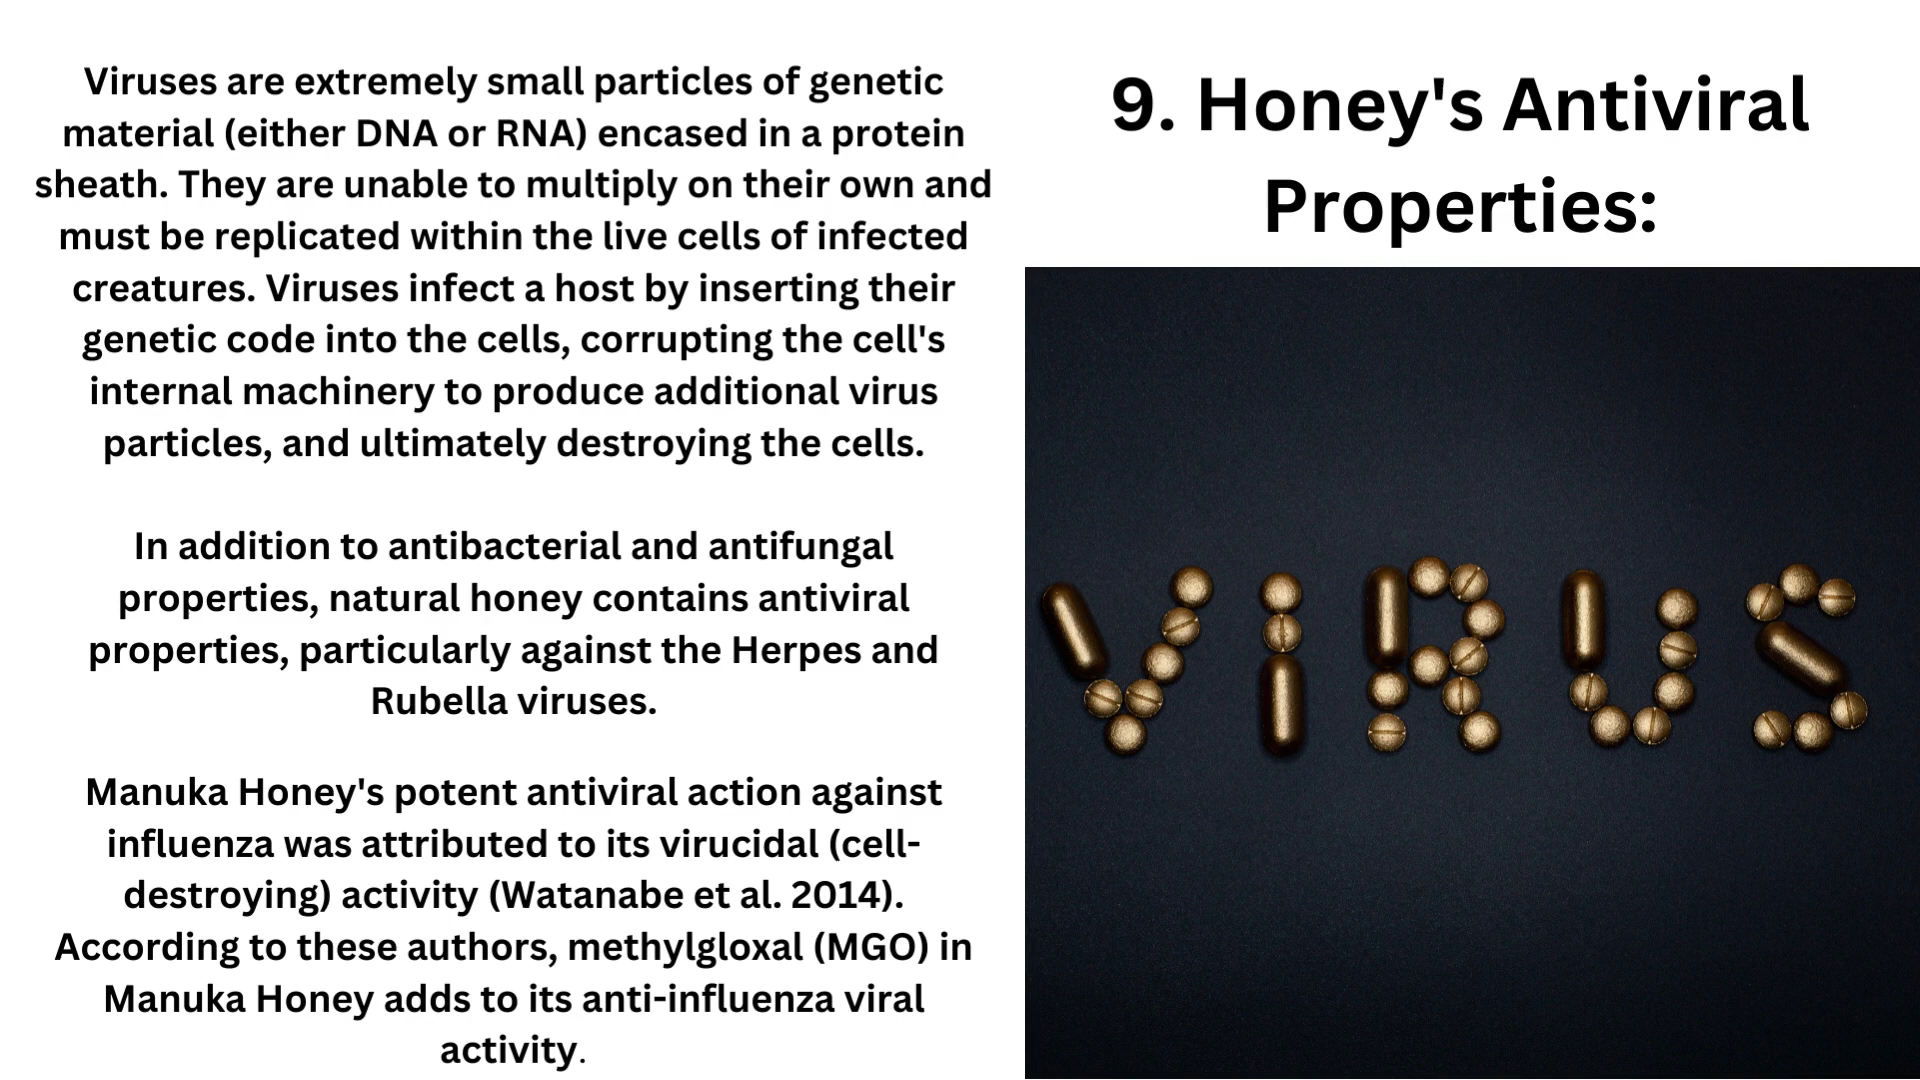 9. Honey's Antiviral
Properties:
Viruses are extremely small particles of genetic
material (either DNA or RNA) encased in a protein
sheath. They are unable to multiply on their own and
must be replicated within the live cells of infected
creatures. Viruses infect a host by inserting their
genetic code into the cells, corrupting the cell's
internal machinery to produce additional virus
particles, and ultimately destroying the cells.
In addition to antibacterial and antifungal
properties, natural honey contains antiviral
properties, particularly against the Herpes and
Rubella viruses.
Manuka Honey's potent antiviral action against
influenza was attributed to its virucidal (cell-
destroying) activity (Watanabe et al. 2014).
According to these authors, methylgloxal (MGO) in
Manuka Honey adds to its anti-influenza viral
activity.
VIRUS